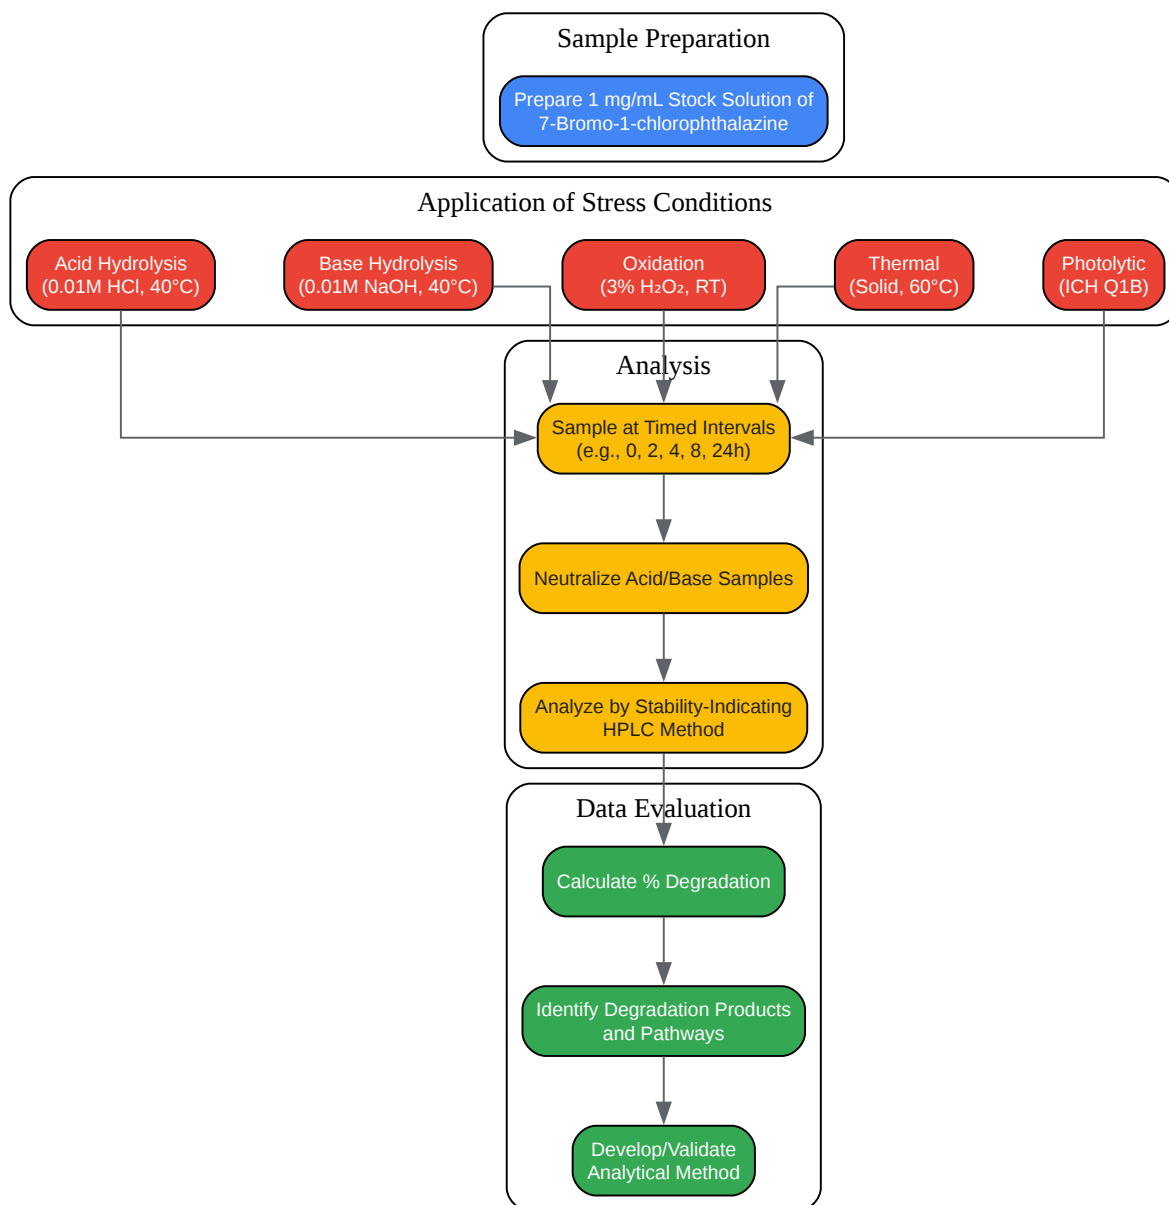 Sample Preparation
Prepare 1 mg/mL Stock Solution of
7-Bromo-1-chlorophthalazine
Application of Stress Conditions
Acid Hydrolysis
(0.01M HCl, 40°C)
Base Hydrolysis
(0.01M NaOH, 40°C)
Oxidation
(3% H₂O₂, RT)
Thermal
(Solid, 60°C)
Photolytic
(ICH Q1B)
Analysis
Sample at Timed Intervals
(e.g., 0, 2, 4, 8, 24h)
Neutralize Acid/Base Samples
Analyze by Stability-Indicating
HPLC Method
Data Evaluation
Calculate % Degradation
Identify Degradation Products
and Pathways
Develop/Validate
Analytical Method